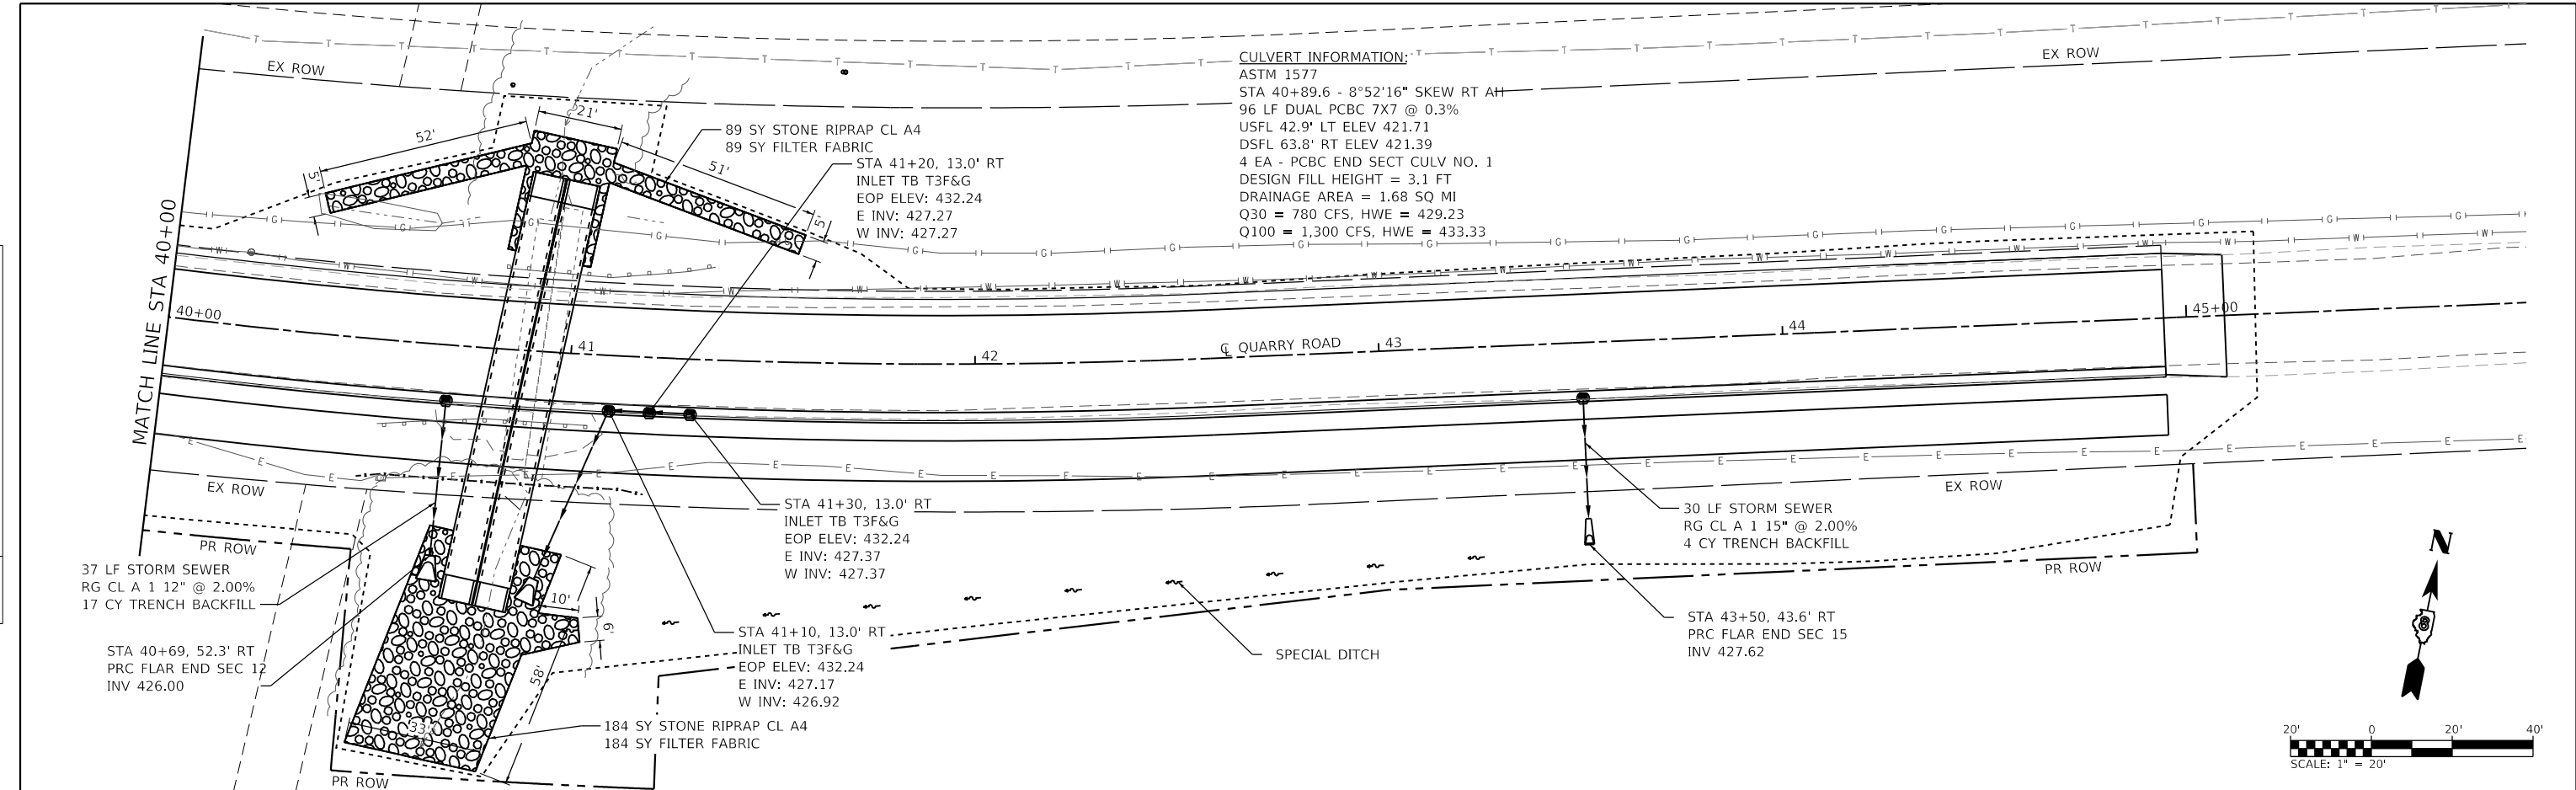 EX ROW
EX ROW
CULVERT INFORMATION:
ASTM 1577
STA 40+89.6 - 8°52'16" SKEW RT AH
96 LF DUAL PCBC 7X7 @ 0.3%
USFL 42.9' LT ELEV 421.71
DSFL 63.8' RT ELEV 421.39
4 EA - PCBC END SECT CULV NO. 1
DESIGN FILL HEIGHT = 3.1 FT
DRAINAGE AREA = 1.68 SQ MI
Q30 = 780 CFS, HWE = 429.23
Q100 = 1,300 CFS, HWE = 433.33
52'
21'
51'
5'
5'
89 SY STONE RIPRAP CL A4
89 SY FILTER FABRIC
STA 41+20, 13.0' RT
INLET TB T3F&G
EOP ELEV: 432.24
E INV: 427.27
W INV: 427.27
MATCH LINE STA 40+00
40+00
41
42
℄ QUARRY ROAD
43
44
45+00
EX ROW
EX ROW
PR ROW
PR ROW
PR ROW
37 LF STORM SEWER
RG CL A 1 12" @ 2.00%
17 CY TRENCH BACKFILL
STA 40+69, 52.3' RT
PRC FLAR END SEC 12
INV 426.00
STA 41+30, 13.0' RT
INLET TB T3F&G
EOP ELEV: 432.24
E INV: 427.37
W INV: 427.37
STA 41+10, 13.0' RT
INLET TB T3F&G
EOP ELEV: 432.24
E INV: 427.17
W INV: 426.92
10'
6'
58'
33'
184 SY STONE RIPRAP CL A4
184 SY FILTER FABRIC
30 LF STORM SEWER
RG CL A 1 15" @ 2.00%
4 CY TRENCH BACKFILL
STA 43+50, 43.6' RT
PRC FLAR END SEC 15
INV 427.62
SPECIAL DITCH
N
20' 0 20' 40'
SCALE: 1" = 20'